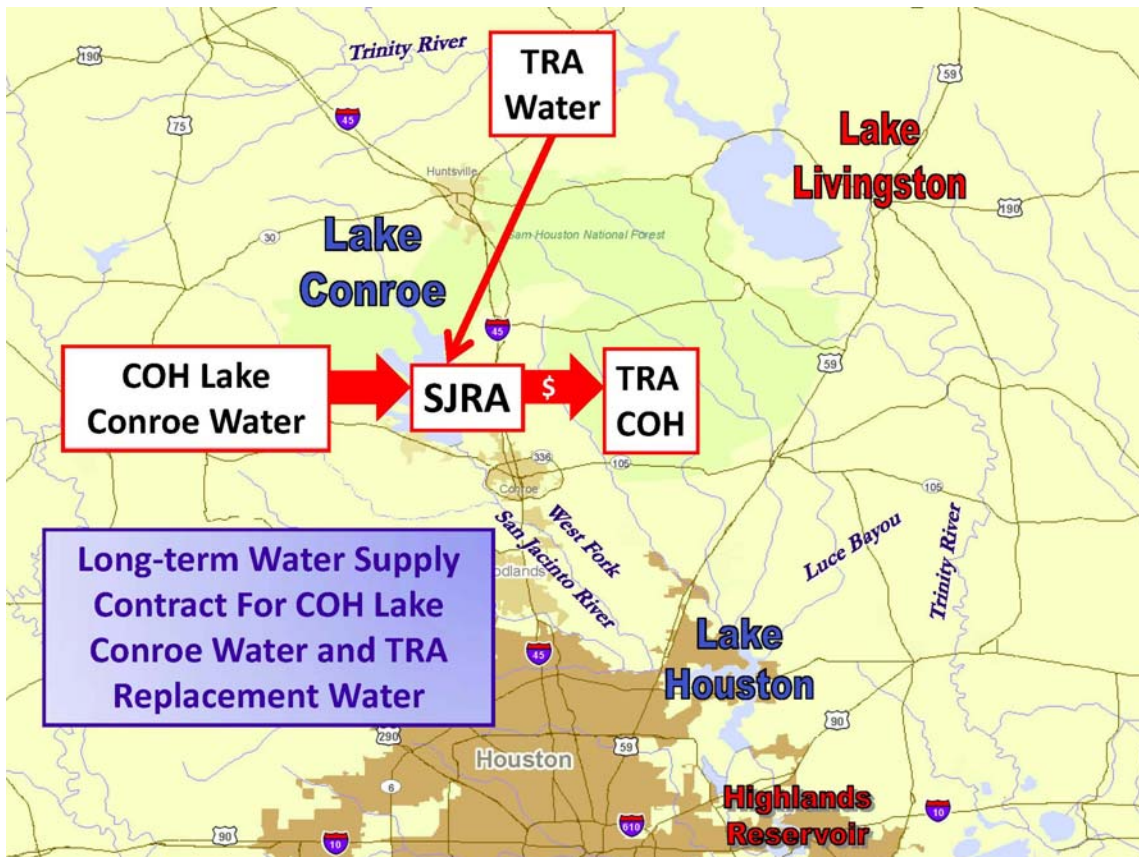 Trinity River
TRA
Water
190
59
75
45
Lake
Livingston
Huntsville
190
Lake
Conroe
30
Sam Houston National Forest
45
59
COH Lake
Conroe Water
SJRA
$
TRA
COH
336
105
Conroe
105
West Fork
San Jacinto River
Luce Bayou
Trinity River
Long-term Water Supply
Contract For COH Lake
Conroe Water and TRA
Replacement Water
odlands
45
Lake
Houston
290
59
90
Houston
6
Highlands
Reservoir
10
90
10
610